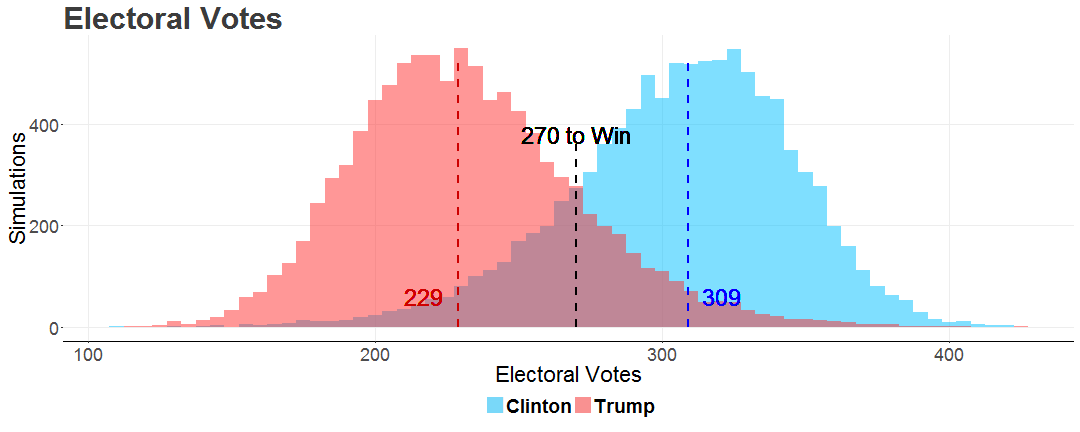 Electoral Votes
Simulations
400
200
0
270 to Win
229
309
100
200
300
400
Electoral Votes
Clinton Trump